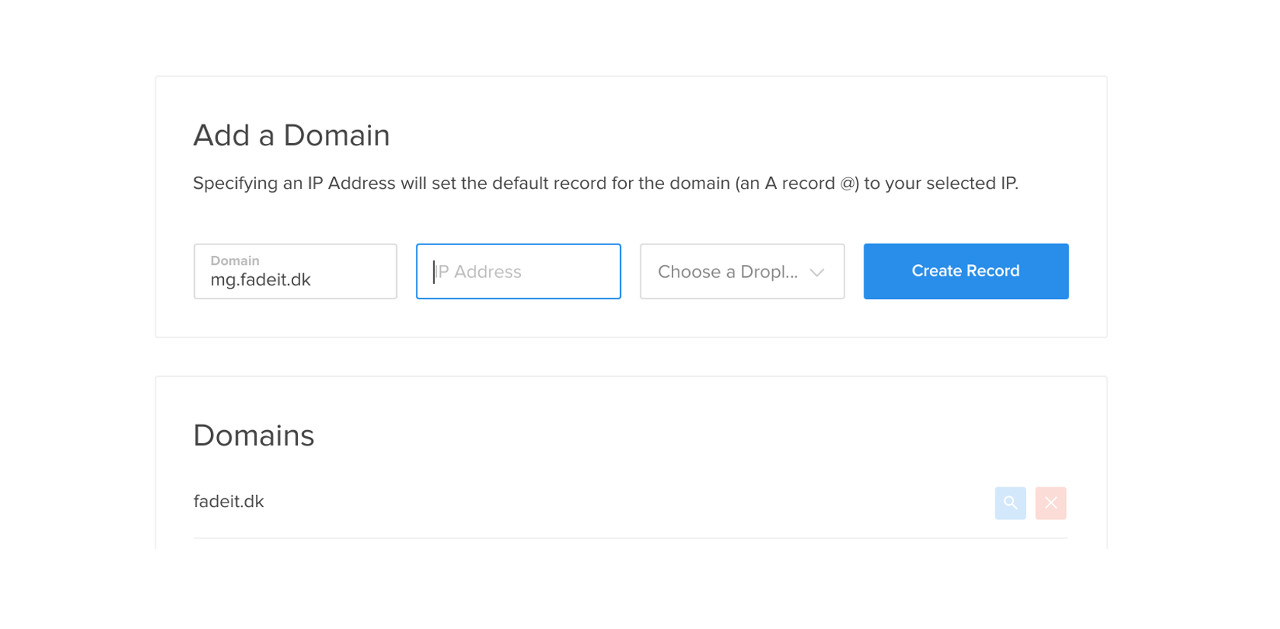 Add a Domain
Specifying an IP Address will set the default record for the domain (an A record @) to your selected IP.
Domain
mg.fadeit.dk
IP Address
Choose a Dropl...
Create Record
Domains
fadeit.dk